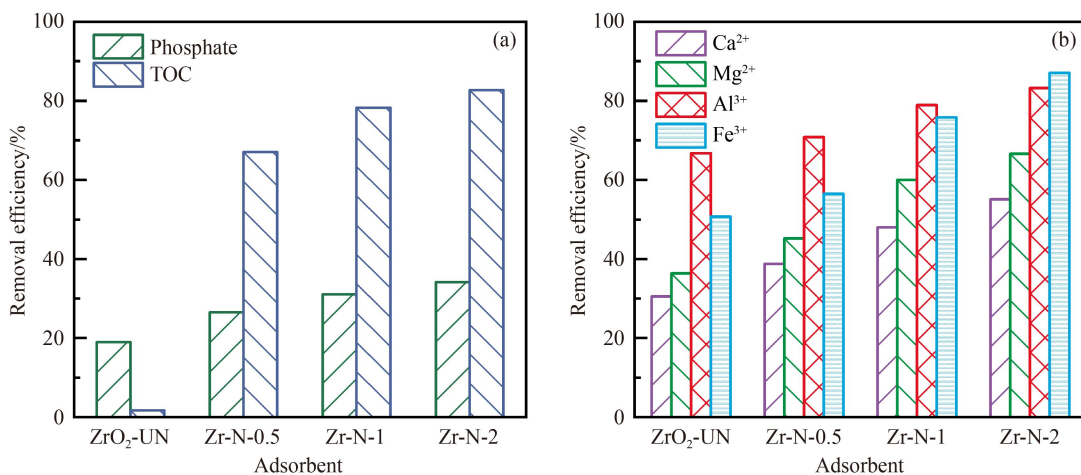 (a)
Phosphate
TOC
100
80
60
40
20
0
Removal efficiency/%
ZrO₂-UN Zr-N-0.5 Zr-N-1 Zr-N-2
Adsorbent
(b)
Ca²⁺
Mg²⁺
Al³⁺
Fe³⁺
100
80
60
40
20
0
Removal efficiency/%
ZrO₂-UN Zr-N-0.5 Zr-N-1 Zr-N-2
Adsorbent